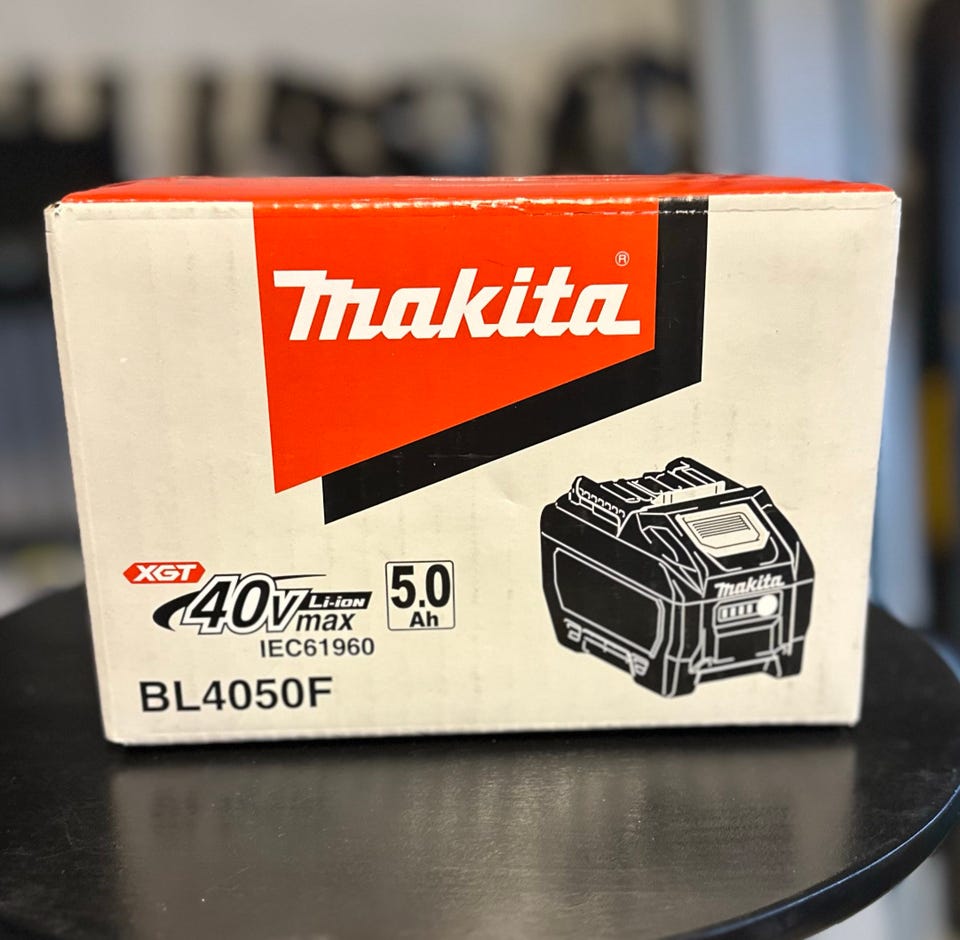 makita ®
XGT
40Vmax Li-ion
5.0
Ah
IEC61960
BL4050F
makita